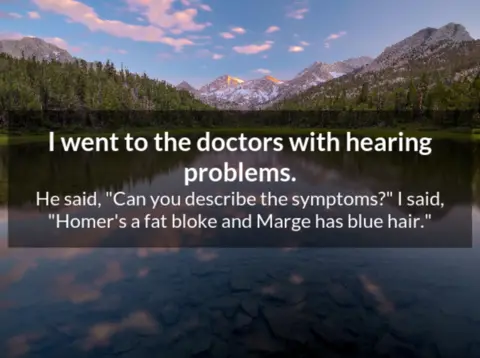 I went to the doctors with hearing
problems.
He said, "Can you describe the symptoms?" I said,
"Homer's a fat bloke and Marge has blue hair."